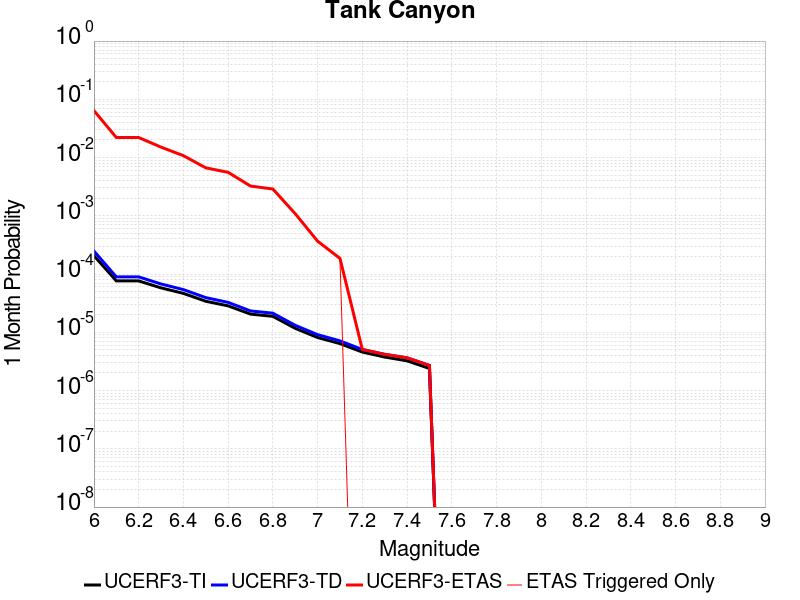 Tank Canyon
10 0
10 -1
10 -2
10 -3
10 -4
10 -5
10 -6
10 -7
10 -8
1 Month Probability
6 6.2 6.4 6.6 6.8 7 7.2 7.4 7.6 7.8 8 8.2 8.4 8.6 8.8 9
Magnitude
UCERF3-TI UCERF3-TD UCERF3-ETAS ETAS Triggered Only